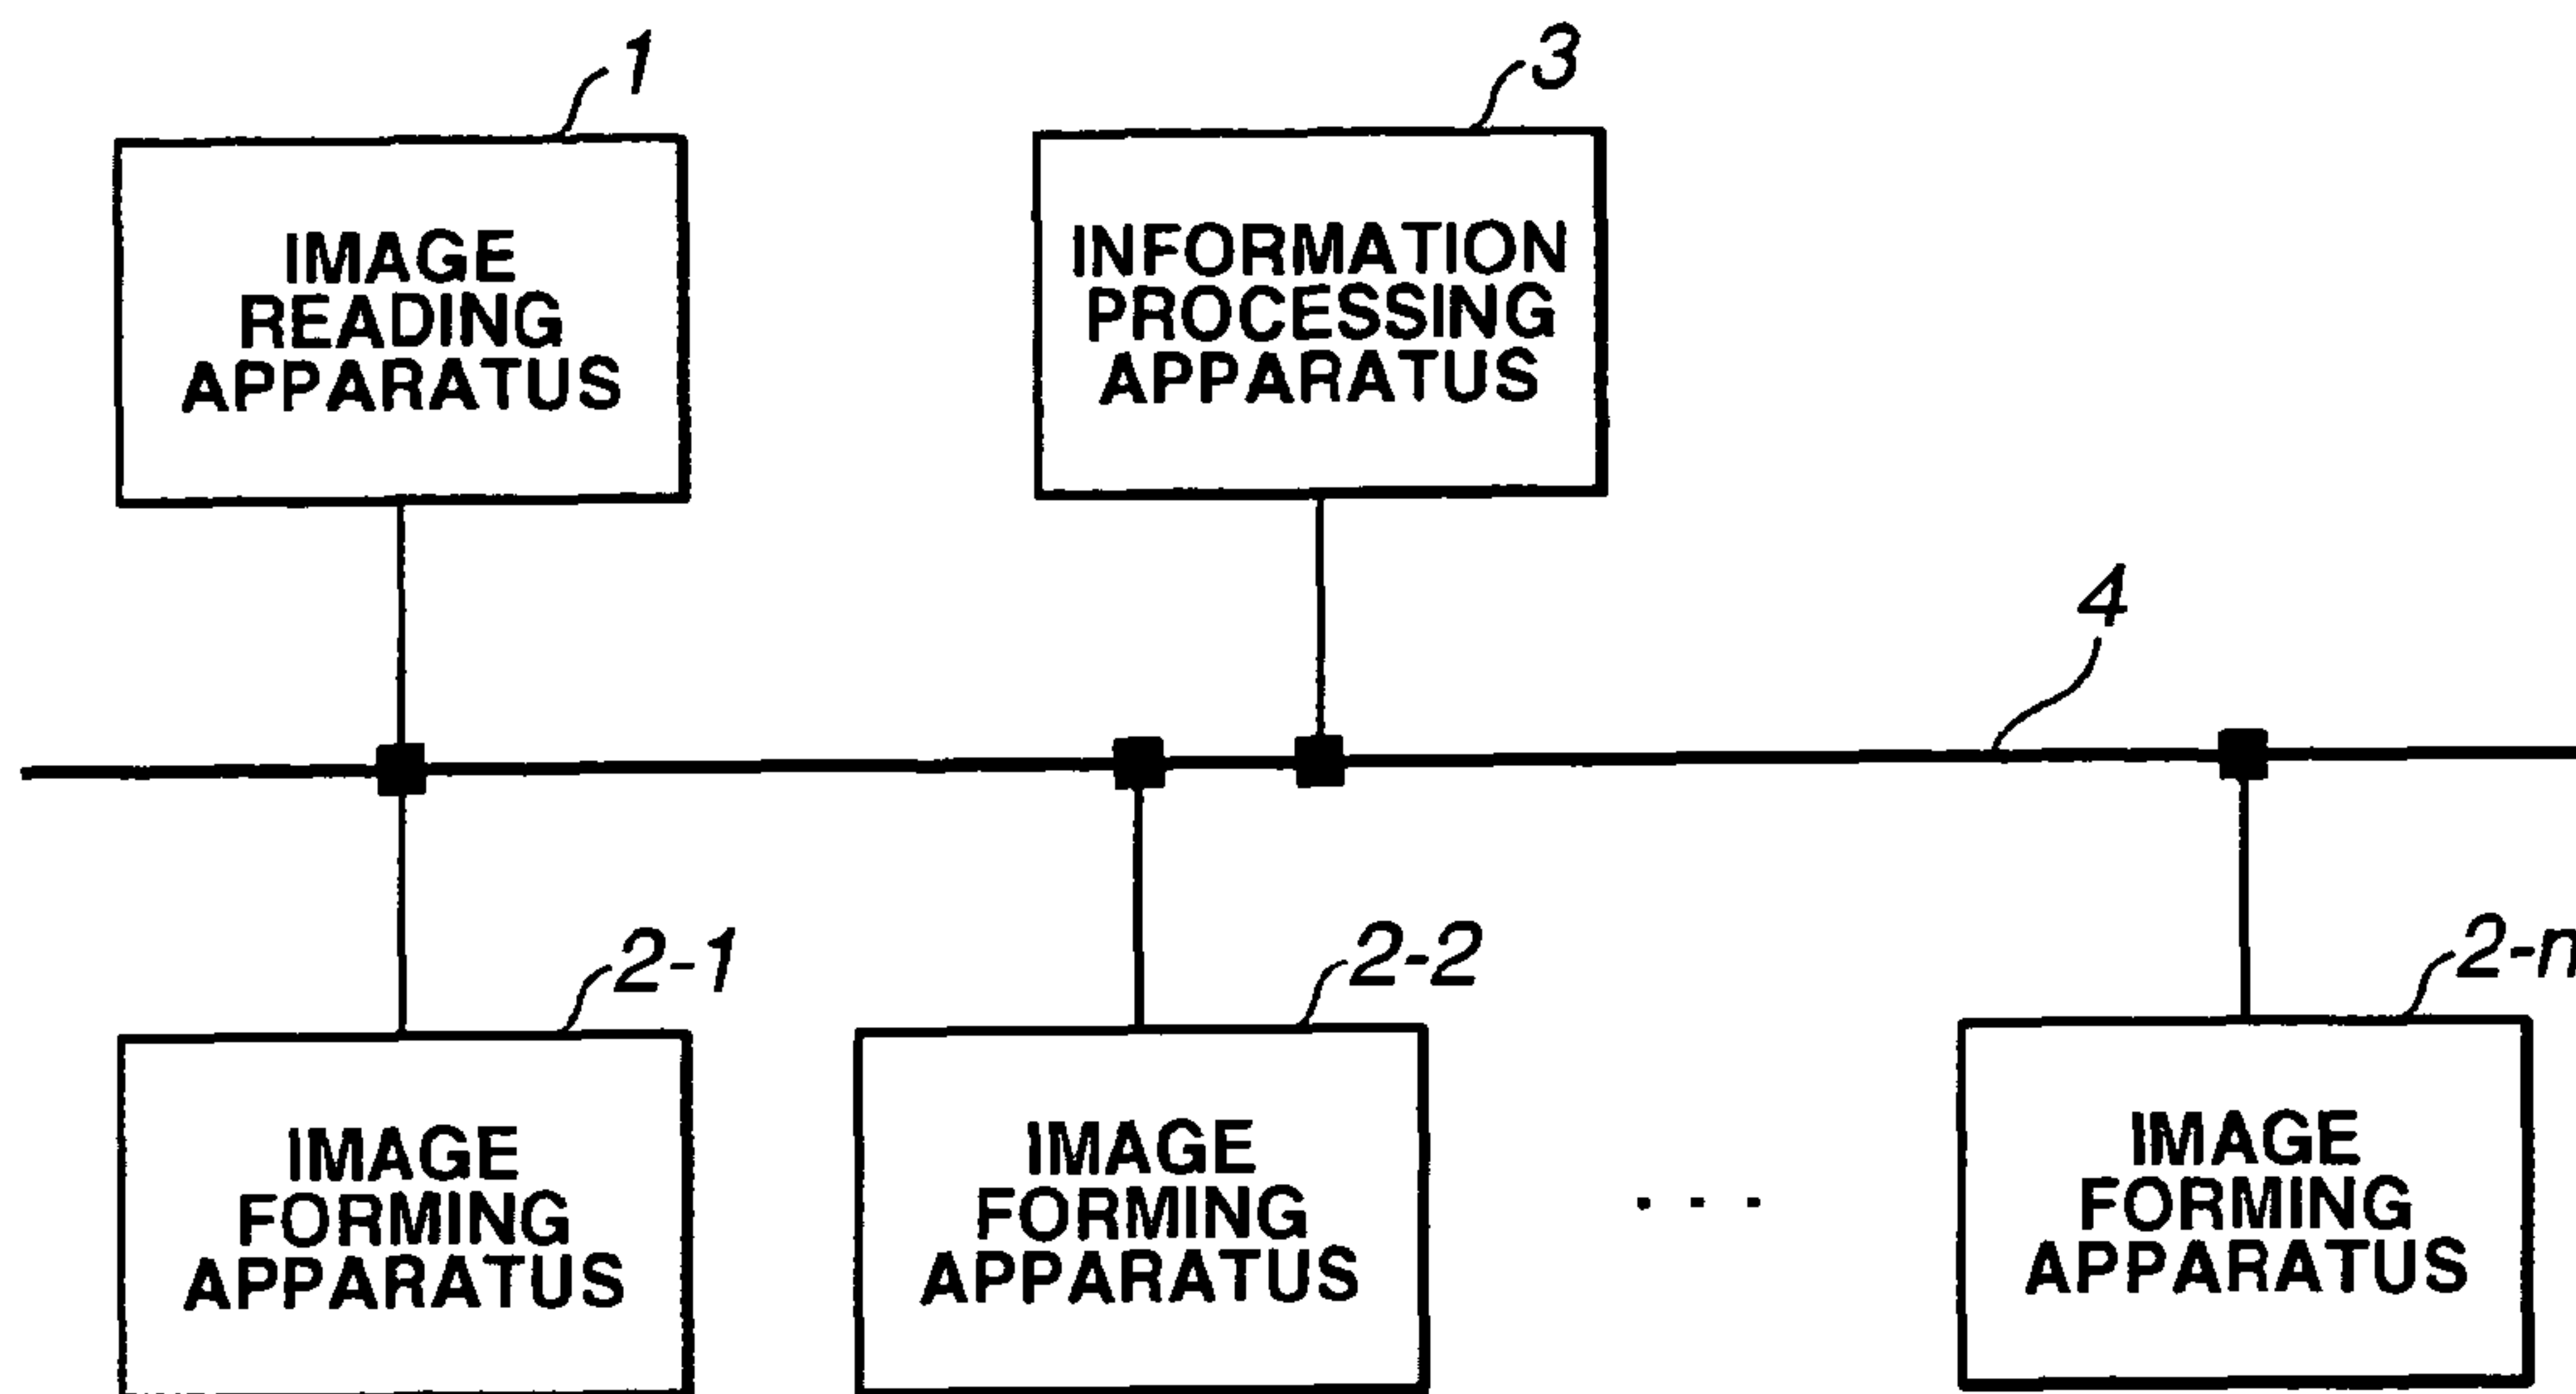 1
3
IMAGE
READING
APPARATUS
INFORMATION
PROCESSING
APPARATUS
4
2-1
2-2
2-n
IMAGE
FORMING
APPARATUS
IMAGE
FORMING
APPARATUS
. . .
IMAGE
FORMING
APPARATUS